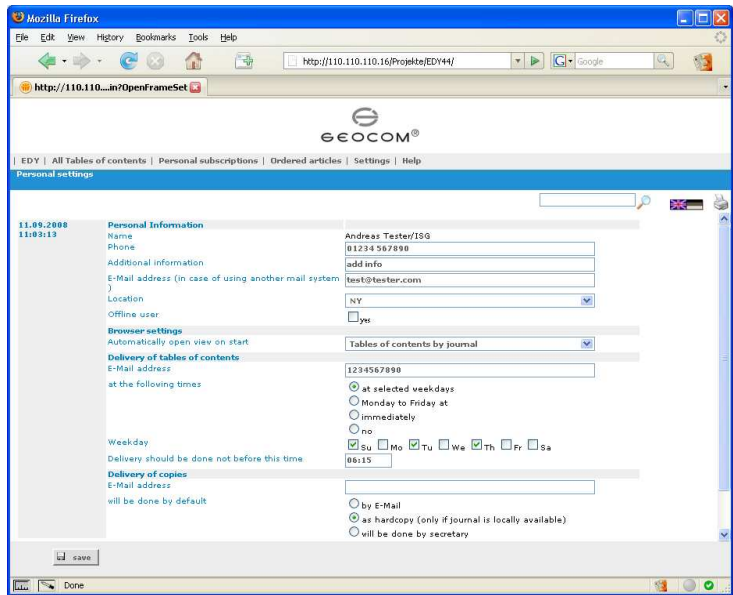 Mozilla Firefox
File Edit View History Bookmarks Tools Help
http://110.110.110.16/Projekte/EDY44/
G Google
http://110.110....in?OpenFrameSet
GEOCOM®
| EDY | All Tables of contents | Personal subscriptions | Ordered articles | Settings | Help
Personal settings
11.09.2008
11:03:13
Personal Information
Name Andreas Tester/ISG
Phone 01234 567890
Additional information add info
E-Mail address (in case of using another mail system
) test@tester.com
Location NY
Offline user yes
Browser settings
Automatically open view on start Tables of contents by journal
Delivery of tables of contents
E-Mail address 1234567890
at the following times at selected weekdays
Monday to Friday at
immediately
no
Weekday Su Mo Tu We Th Fr Sa
Delivery should be done not before this time 06:15
Delivery of copies
E-Mail address
will be done by default by E-Mail
as hardcopy (only if journal is locally available)
will be done by secretary
save
Done